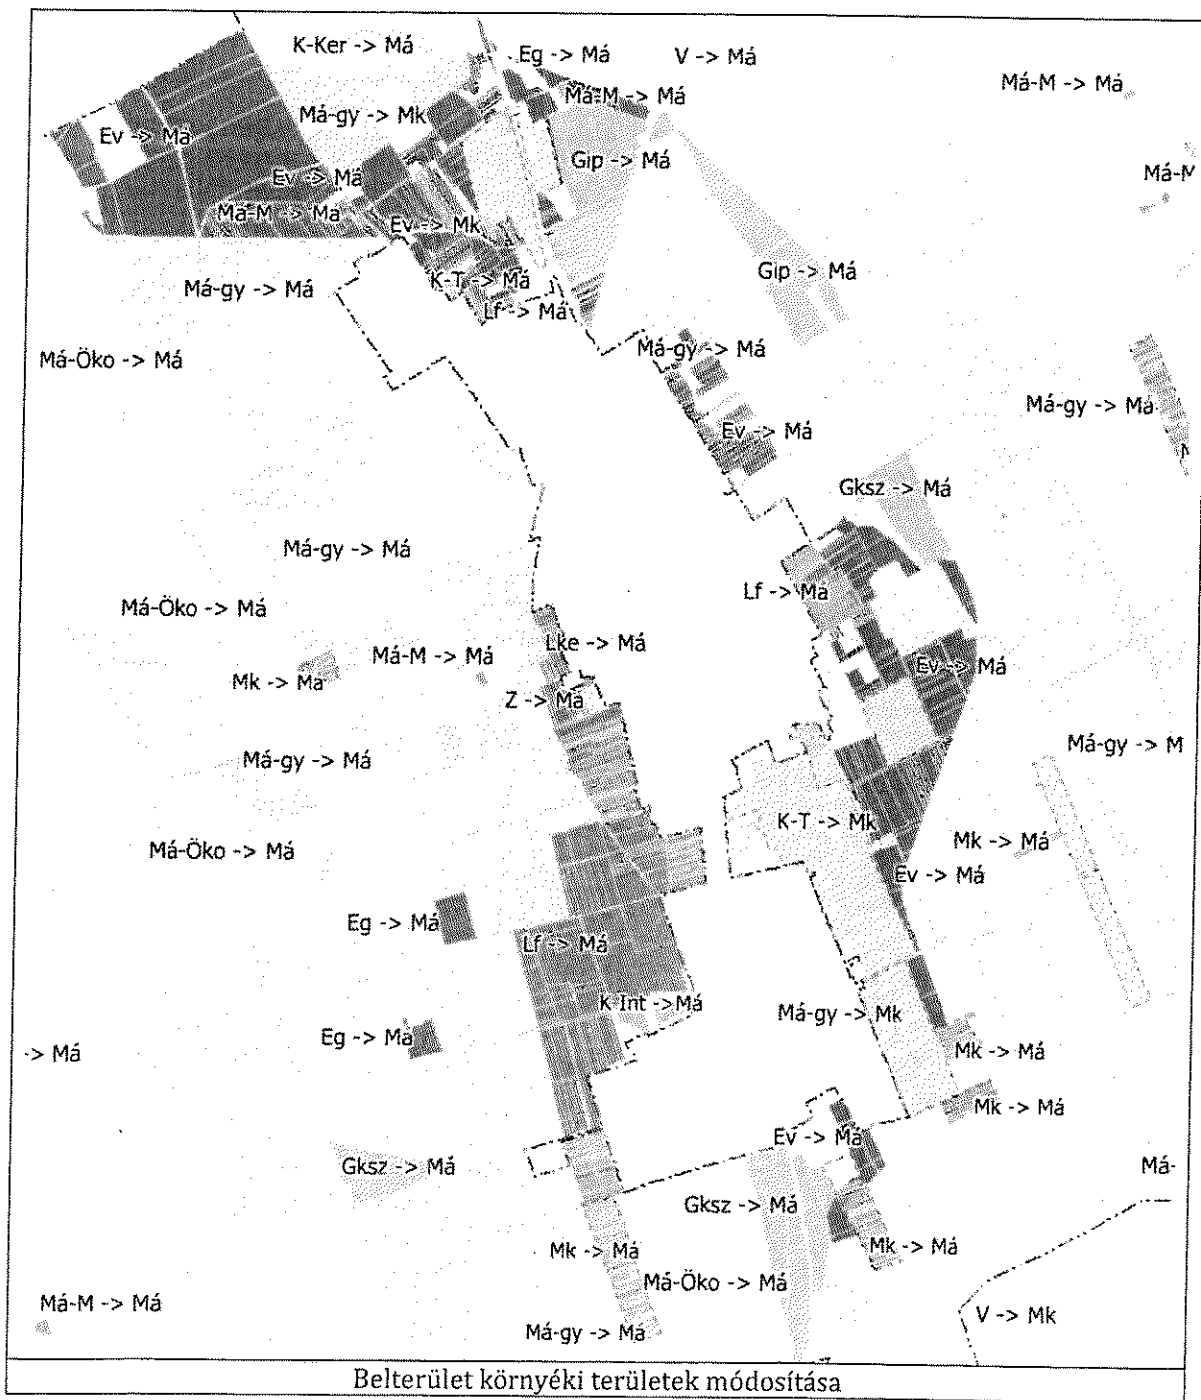 K-Ker -> Má
Eg -> Má
V -> Má
Má-M -> Má
Má-M -> Má
Má-gy -> Mk
Ev -> Má
Gip -> Má
Má-M
Ev -> Má
Má-M -> Má
Ev -> Mk
Gip -> Má
K-T -> Má
Má-gy -> Má
Lf -> Má
Má-gy -> Má
Má-Öko -> Má
Má-gy -> Má
Ev -> Má
Gksz -> Má
Má-gy -> Má
Lf -> Má
Má-Öko -> Má
Lke -> Má
Má-M -> Má
Ev -> Má
Mk -> Má
Z -> Má
Má-gy -> M
Má-gy -> Má
K-T -> Mk
Mk -> Má
Má-Öko -> Má
Ev -> Má
Eg -> Má
Lf -> Má
K-Int ->Má
Má-gy -> Mk
Eg -> Má
-> Má
Mk -> Má
Mk -> Má
Ev -> Má
Gksz -> Má
Má-
Gksz -> Má
Mk -> Má
Mk -> Má
Má-Öko -> Má
Má-M -> Má
V -> Mk
Má-gy -> Má
Belterület környéki területek módosítása